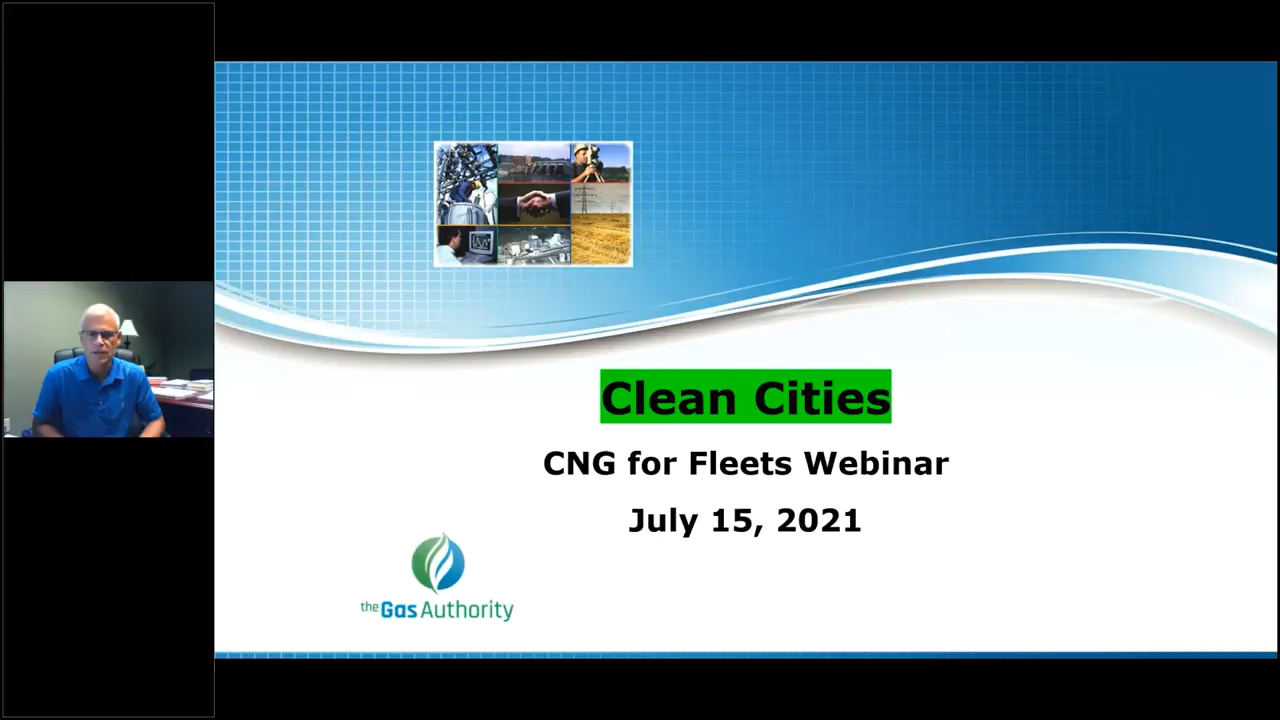 Clean Cities
CNG for Fleets Webinar
July 15, 2021
the Gas Authority